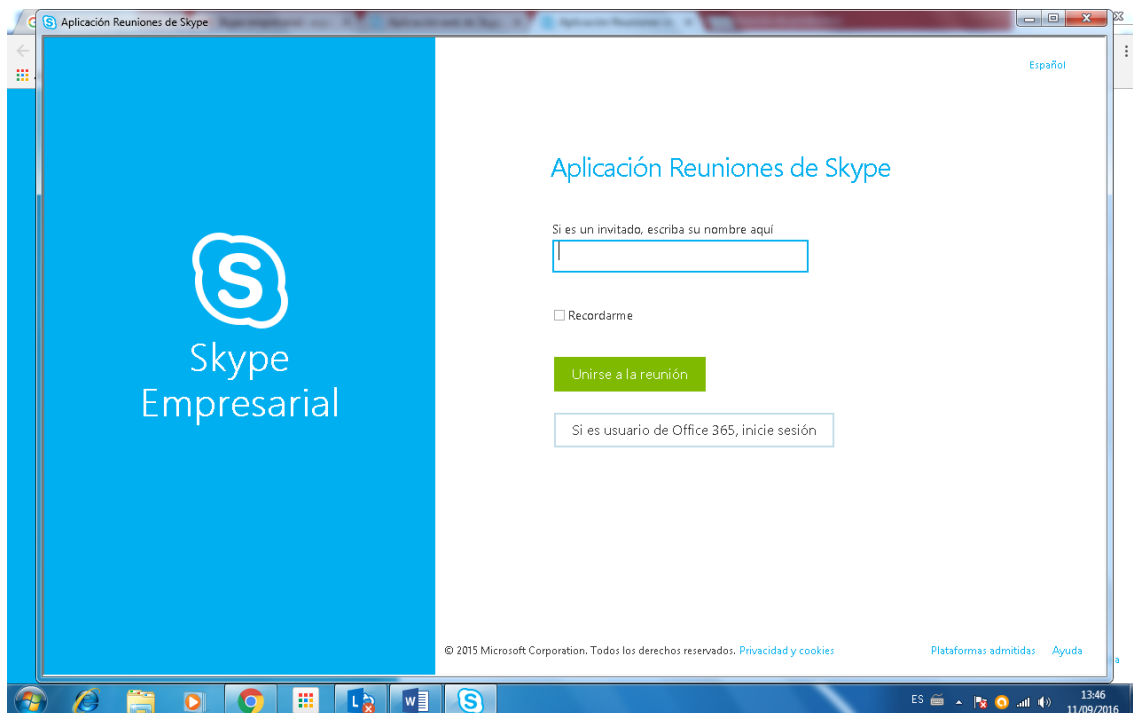 Aplicación Reuniones de Skype
Español
Aplicación Reuniones de Skype
Si es un invitado, escriba su nombre aquí
Recordarme
Unirse a la reunión
Si es usuario de Office 365, inicie sesión
S
Skype
Empresarial
© 2015 Microsoft Corporation. Todos los derechos reservados. Privacidad y cookies
Plataformas admitidas Ayuda
ES
13:46
11/09/2016